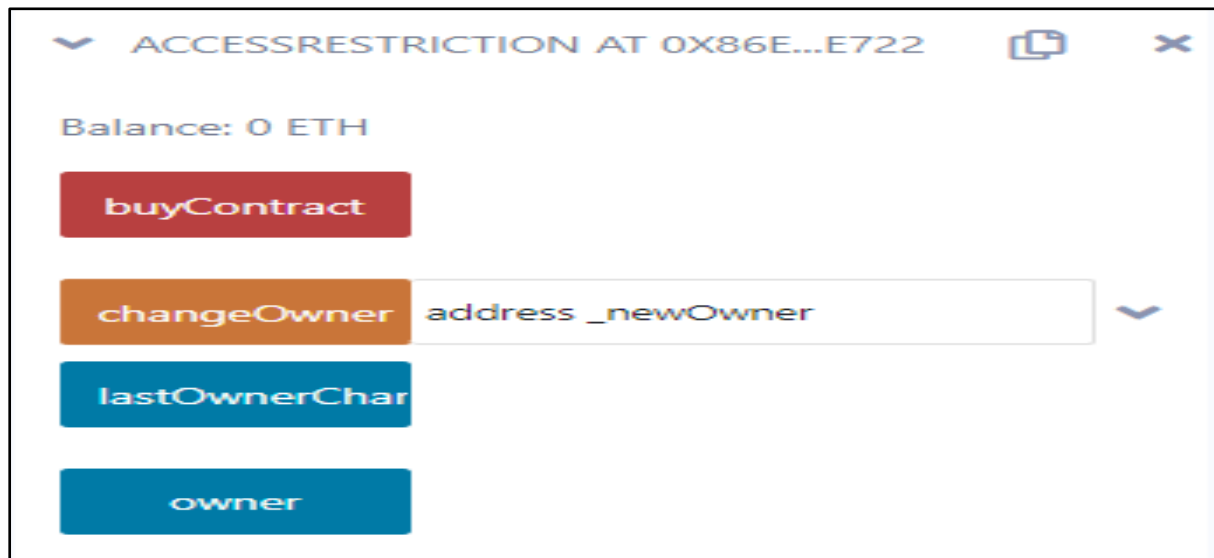 ACCESSRESTRICTION AT 0X86E...E722
Balance: 0 ETH
buyContract
changeOwner address _newOwner
lastOwnerChar
owner